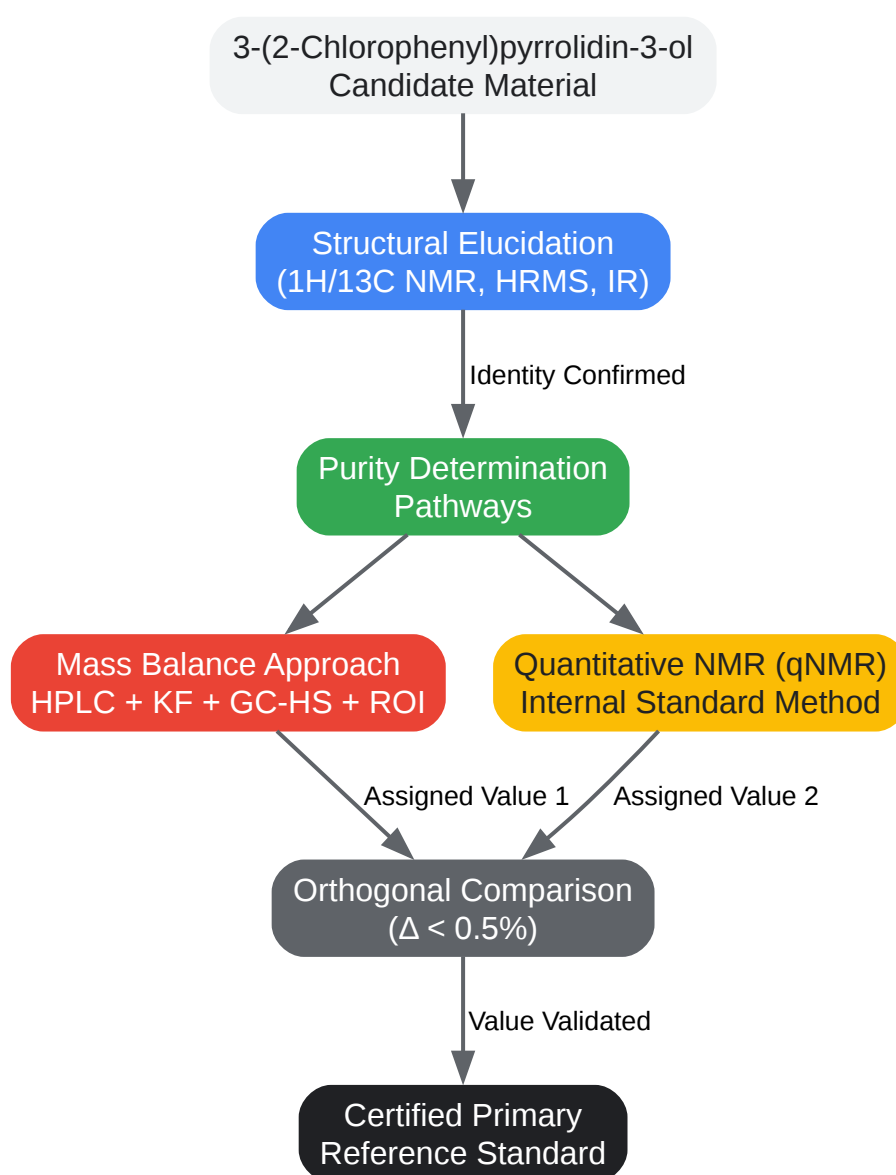 3-(2-Chlorophenyl)pyrrolidin-3-ol
Candidate Material
Structural Elucidation
(1H/13C NMR, HRMS, IR)
Identity Confirmed
Purity Determination
Pathways
Mass Balance Approach
HPLC + KF + GC-HS + ROI
Quantitative NMR (qNMR)
Internal Standard Method
Assigned Value 1
Assigned Value 2
Orthogonal Comparison
(Δ < 0.5%)
Value Validated
Certified Primary
Reference Standard